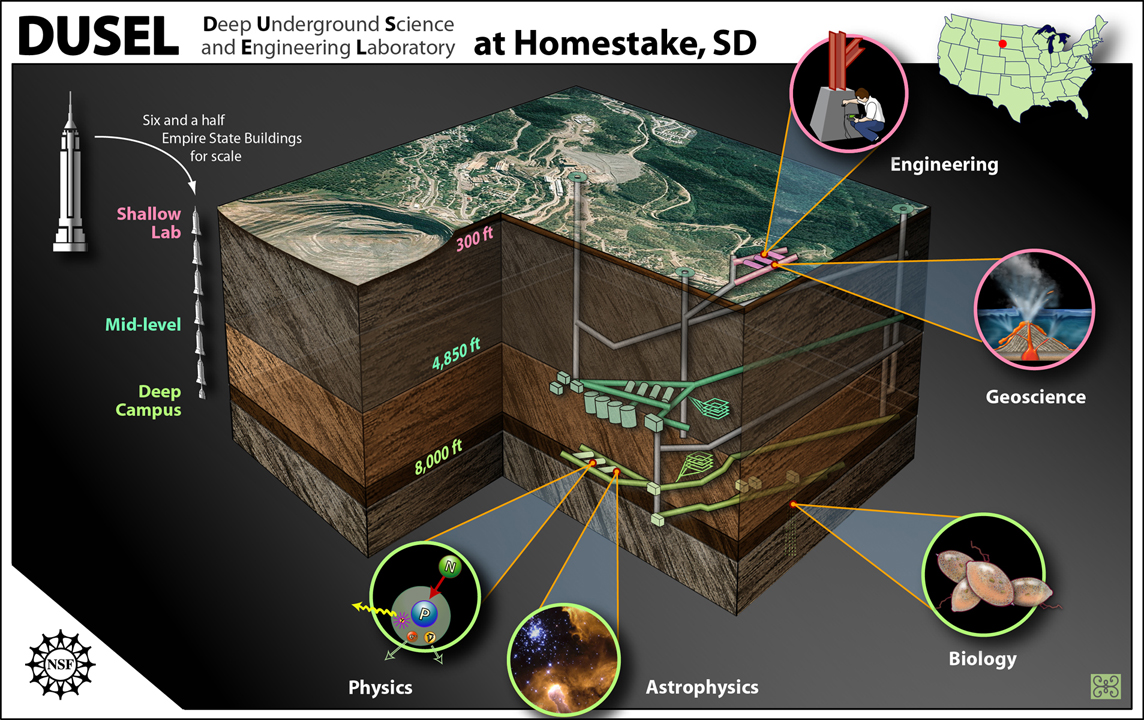 DUSEL
Deep Underground Science
and Engineering Laboratory
at Homestake, SD
Six and a half
Empire State Buildings
for scale
Shallow
Lab
Mid-level
Deep
Campus
300 ft
4,850 ft
8,000 ft
Engineering
Geoscience
Biology
N
P
Physics
Astrophysics
NSF